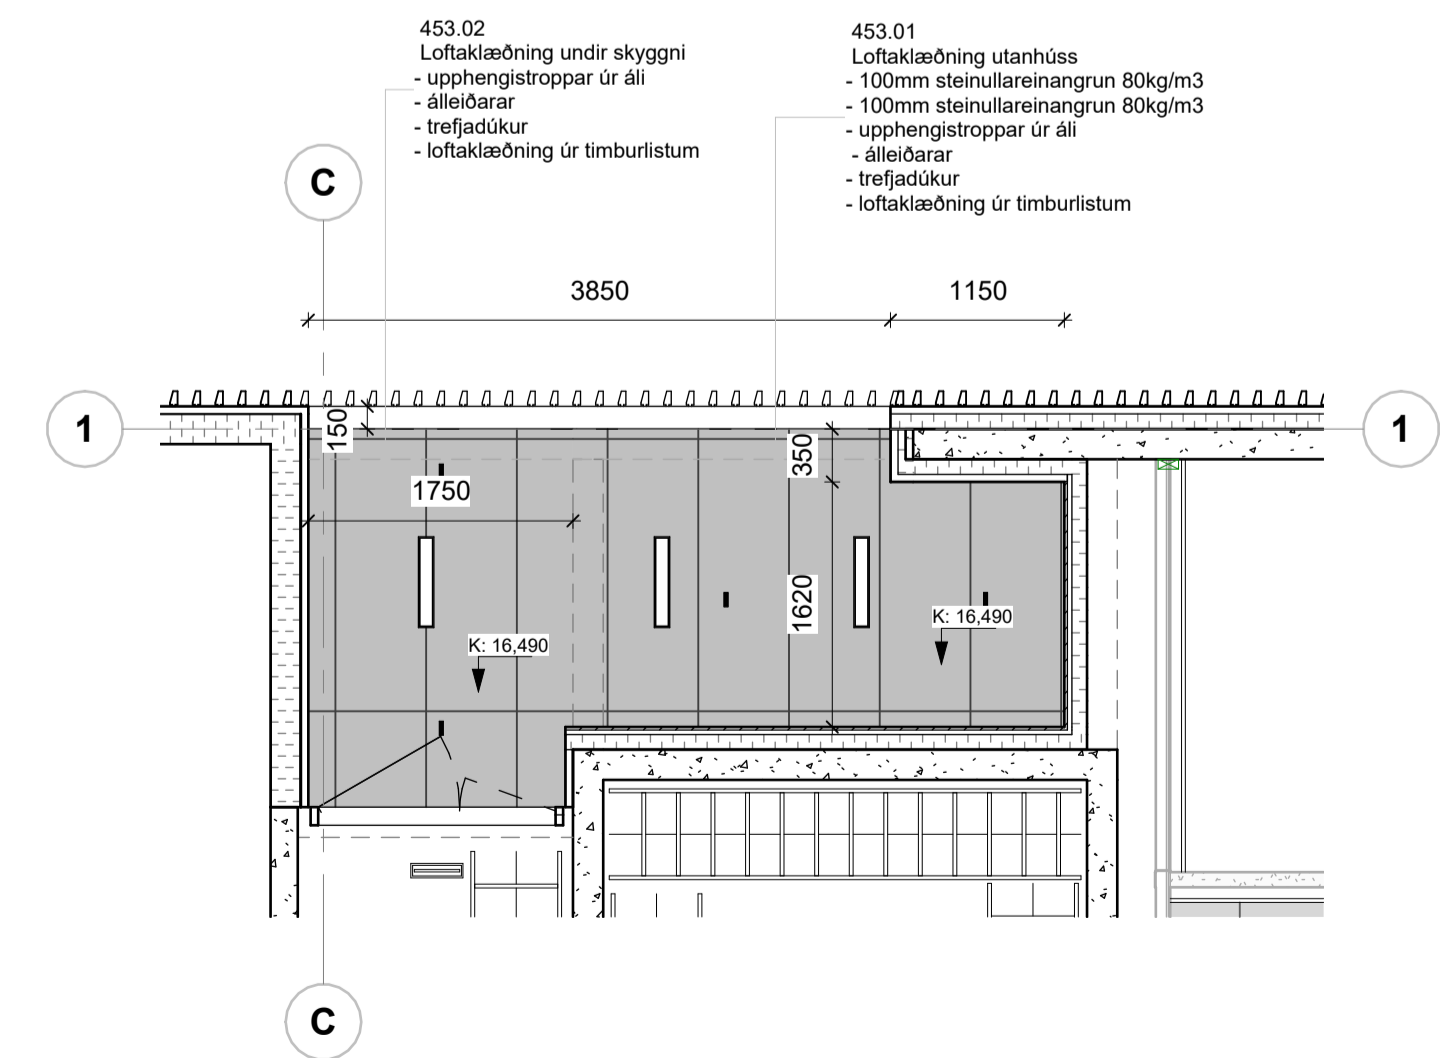 453.02
Loftaklæðning undir skyggni
- upphengistroppar úr áli
- álleiðarar
- trefjadúkur
- loftaklæðning úr timburlistum
453.01
Loftaklæðning utanhúss
- 100mm steinullareinangrun 80kg/m3
- 100mm steinullareinangrun 80kg/m3
- upphengistroppar úr áli
- álleiðarar
- trefjadúkur
- loftaklæðning úr timburlistum
C
3850
1150
1
150
350
1
1750
1620
K: 16,490
K: 16,490
C